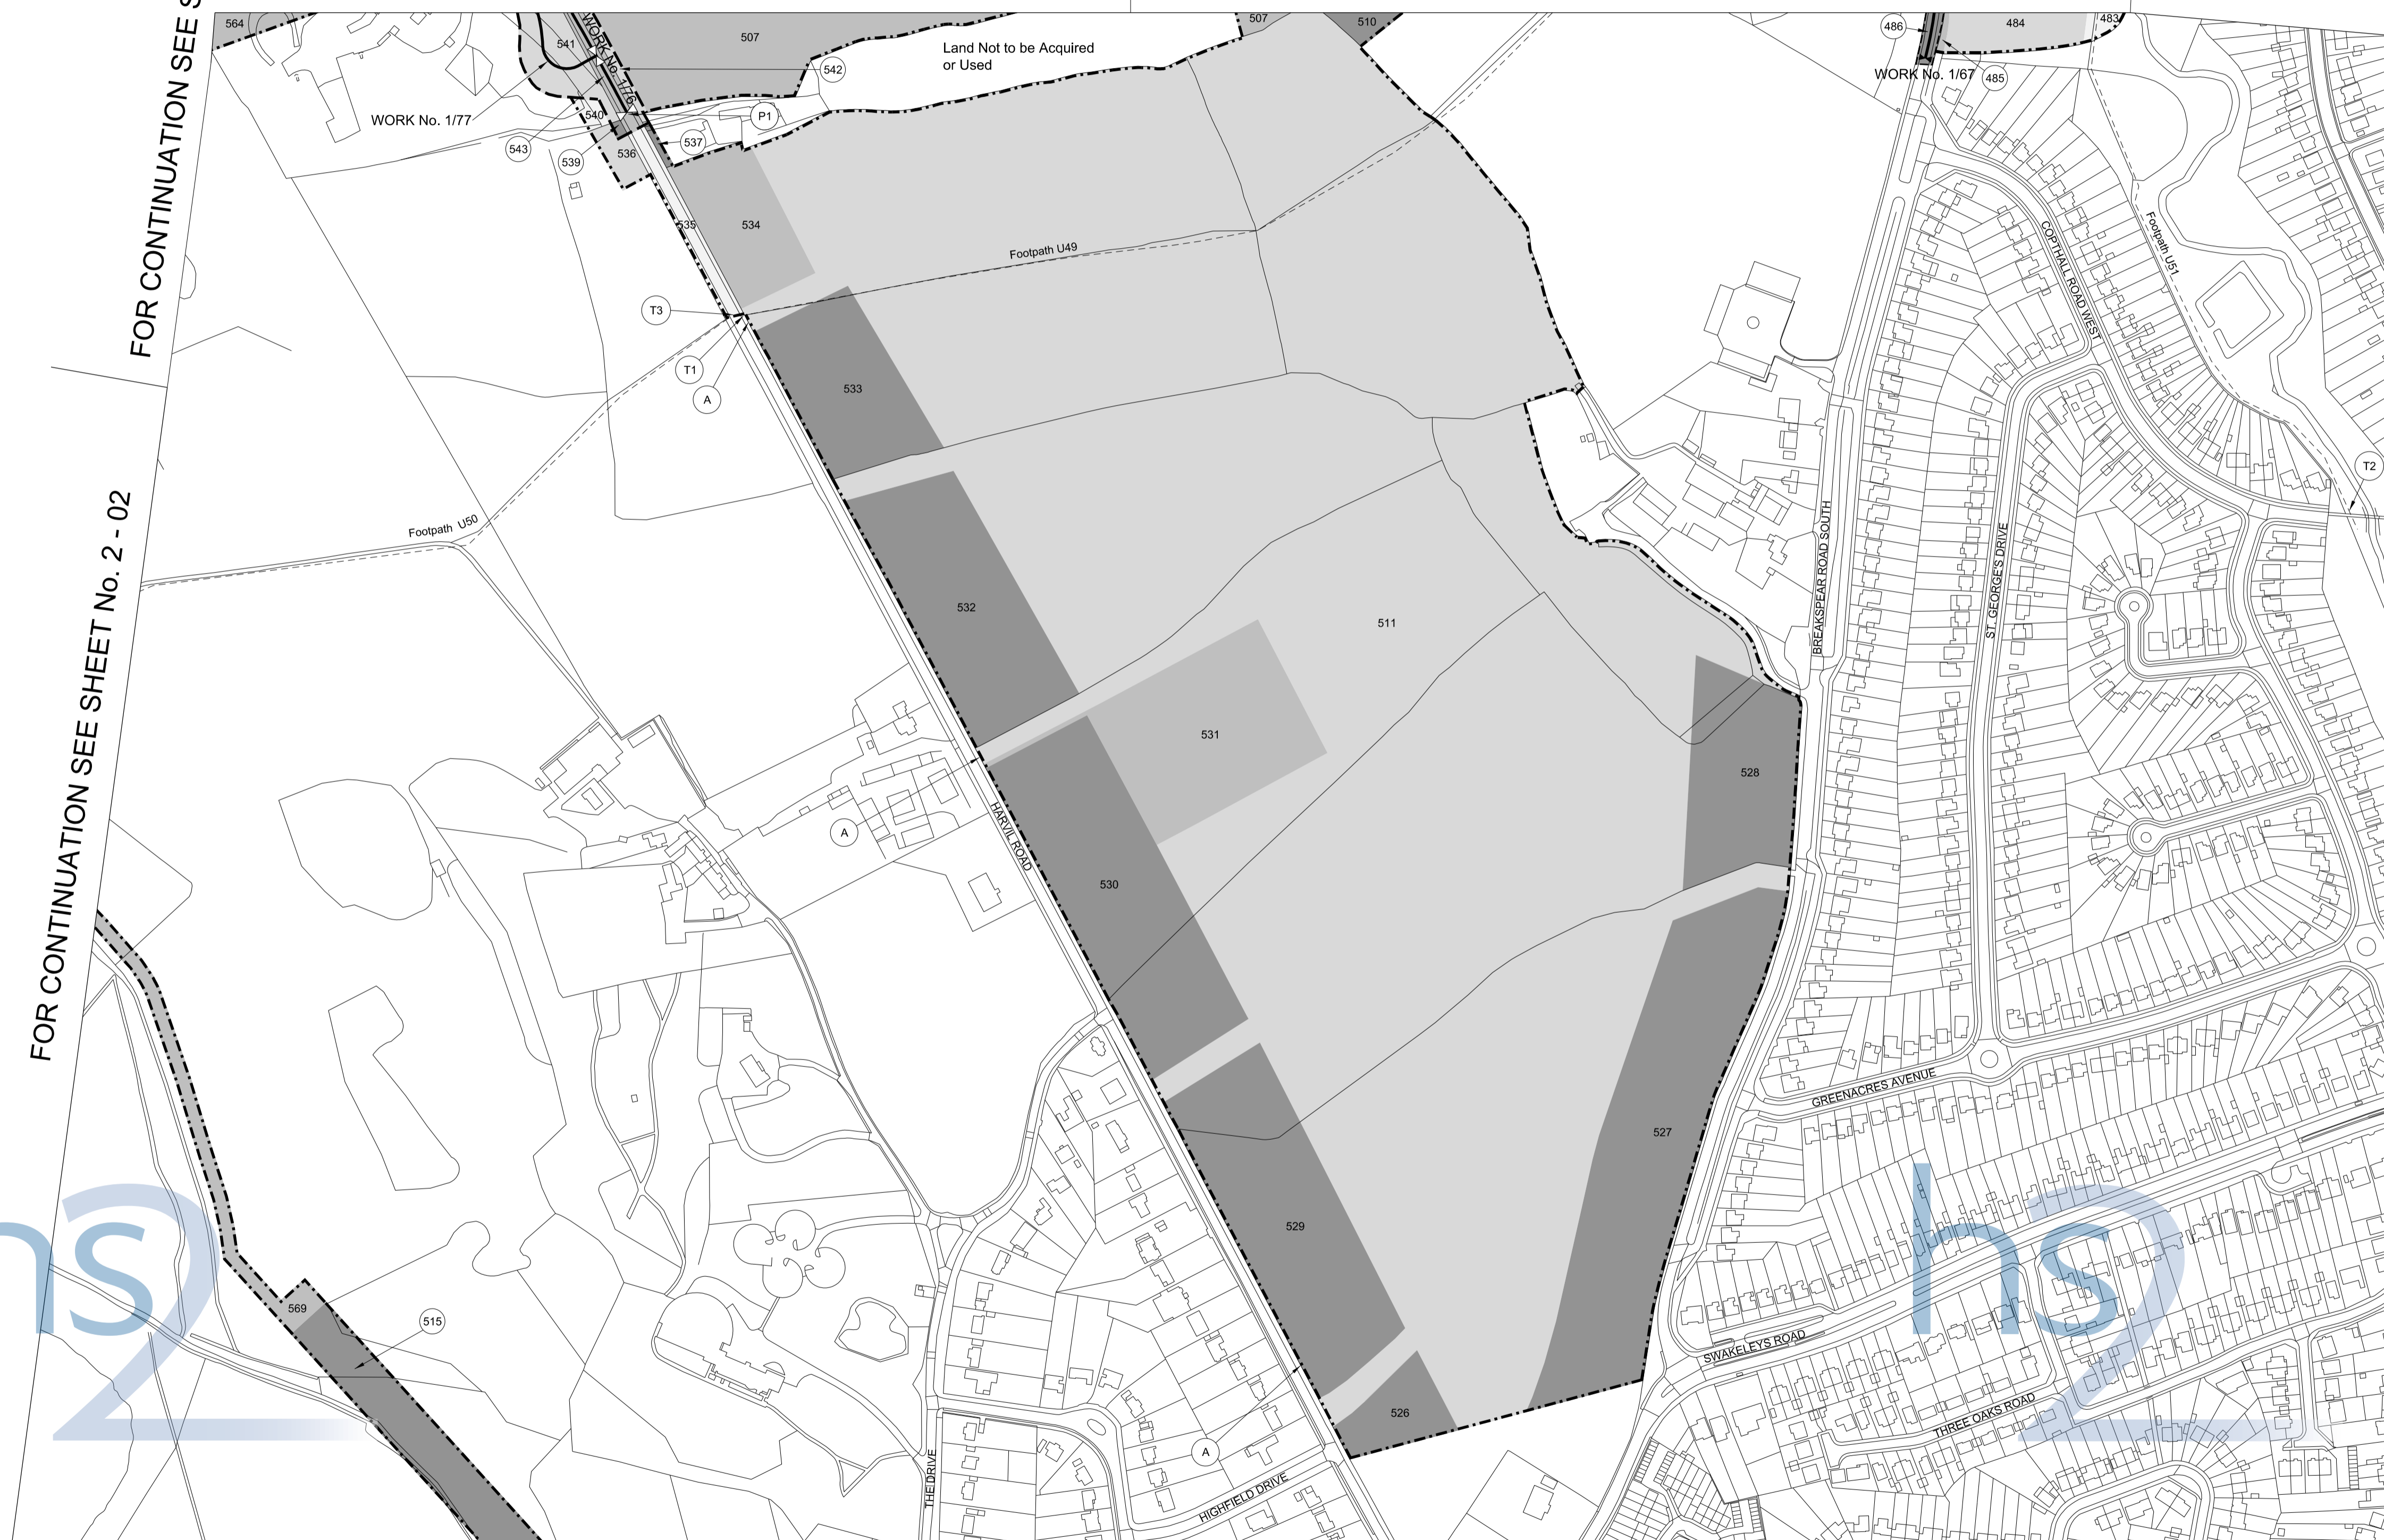 FOR CONTINUATION SEE S
564
541
WORK No. 1/76
507
542
Land Not to be Acquired
or Used
507
510
486
484
483
WORK No. 1/67
485
WORK No. 1/77
540
P1
543
539
536
537
535
534
Footpath U49
COPTHALL ROAD WEST
Footpath U51
T3
T1
A
533
T2
FOR CONTINUATION SEE SHEET No. 2 - 02
Footpath U50
532
511
BREAKSPEAR ROAD SOUTH
ST. GEORGE'S DRIVE
531
528
A
HARVIL ROAD
530
GREENACRES AVENUE
527
529
hs2
hs2
569
515
SWAKELEYS ROAD
526
THREE OAKS ROAD
A
THE DRIVE
HIGHFIELD DRIVE